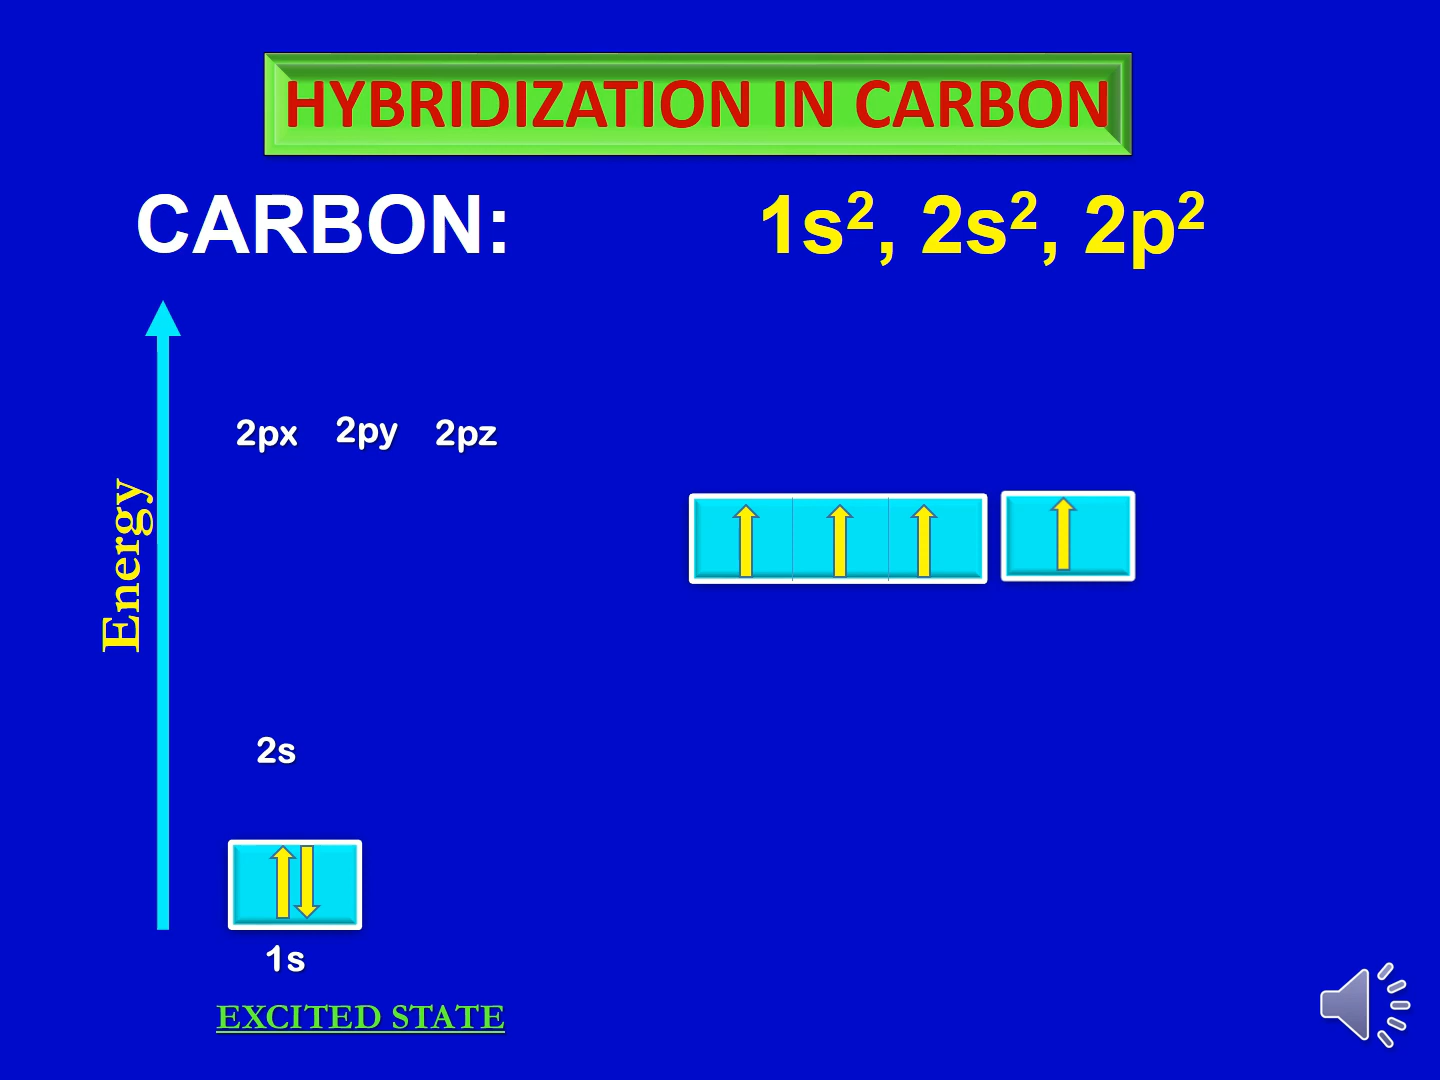 HYBRIDIZATION IN CARBON
CARBON: 1s², 2s², 2p²
2px 2py 2pz
Energy
2s
1s
EXCITED STATE